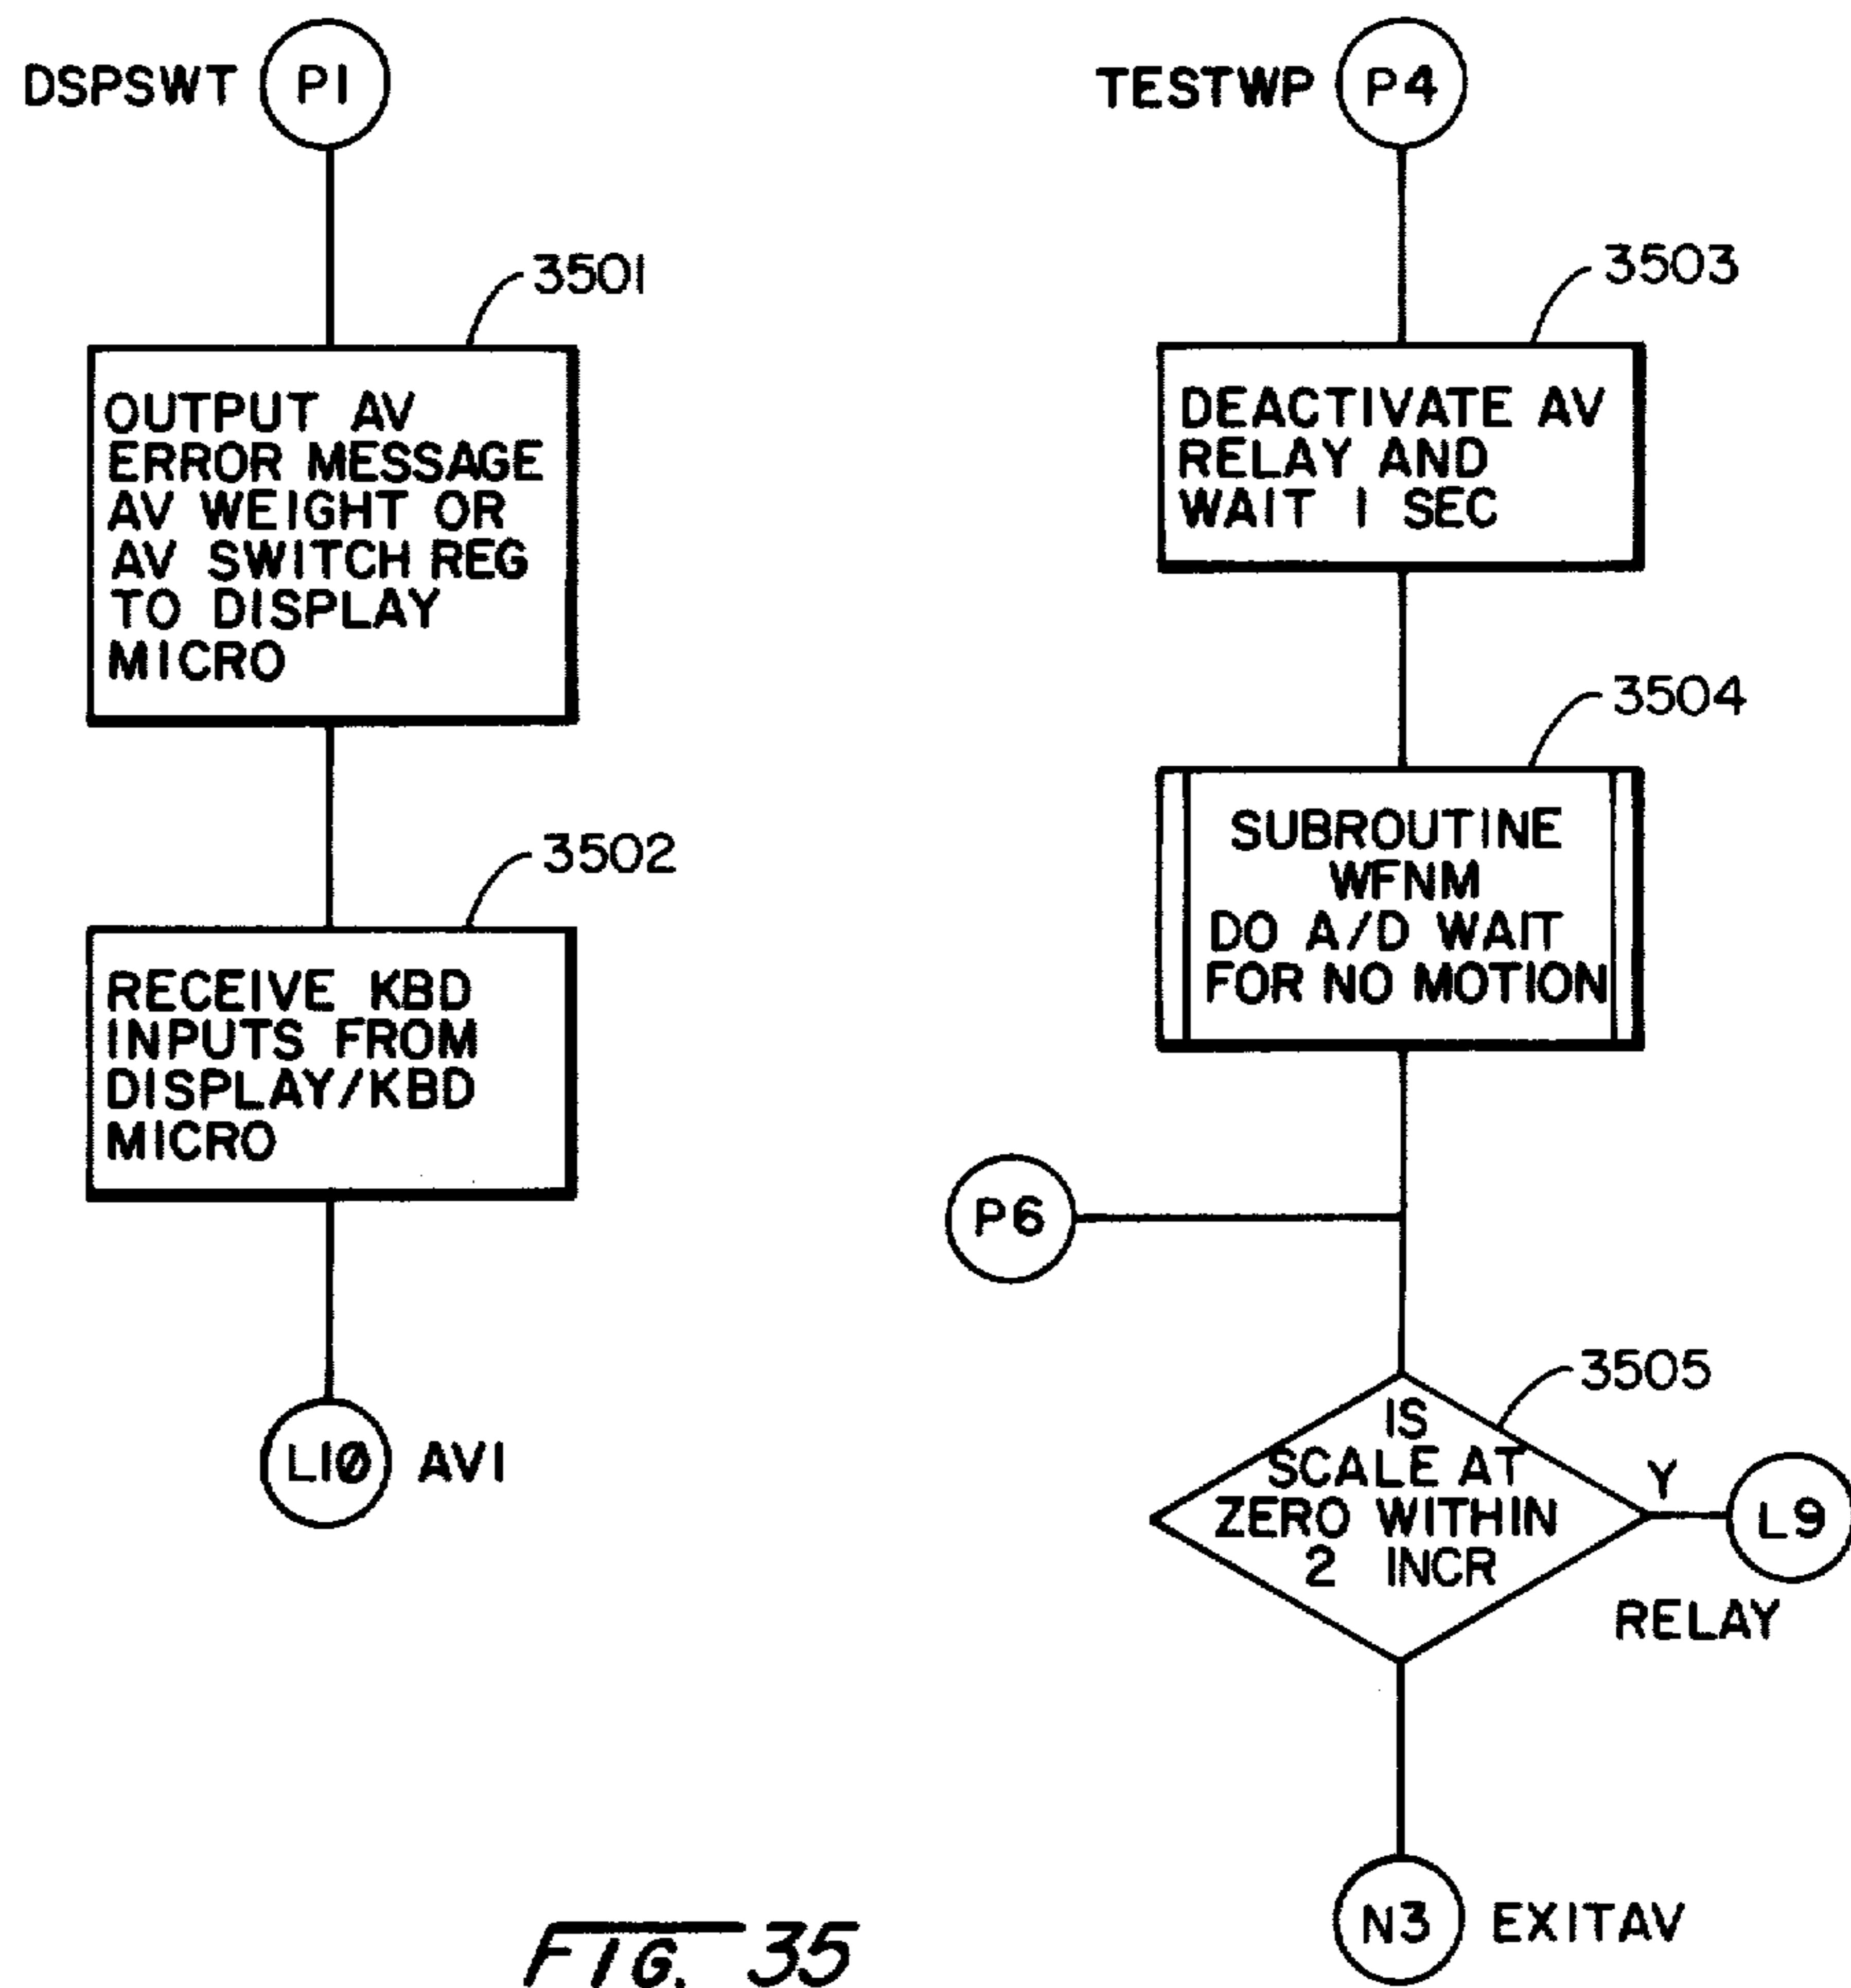 DSPSWT P1
3501
OUTPUT AV
ERROR MESSAGE
AV WEIGHT OR
AV SWITCH REG
TO DISPLAY
MICRO
3502
RECEIVE KBD
INPUTS FROM
DISPLAY/KBD
MICRO
L10 AV1
TESTWP P4
3503
DEACTIVATE AV
RELAY AND
WAIT 1 SEC
3504
SUBROUTINE
WFNM
DO A/D WAIT
FOR NO MOTION
P6
3505
IS
SCALE AT
ZERO WITHIN
2 INCR
Y
L9
RELAY
N3 EXITAV
FIG. 35